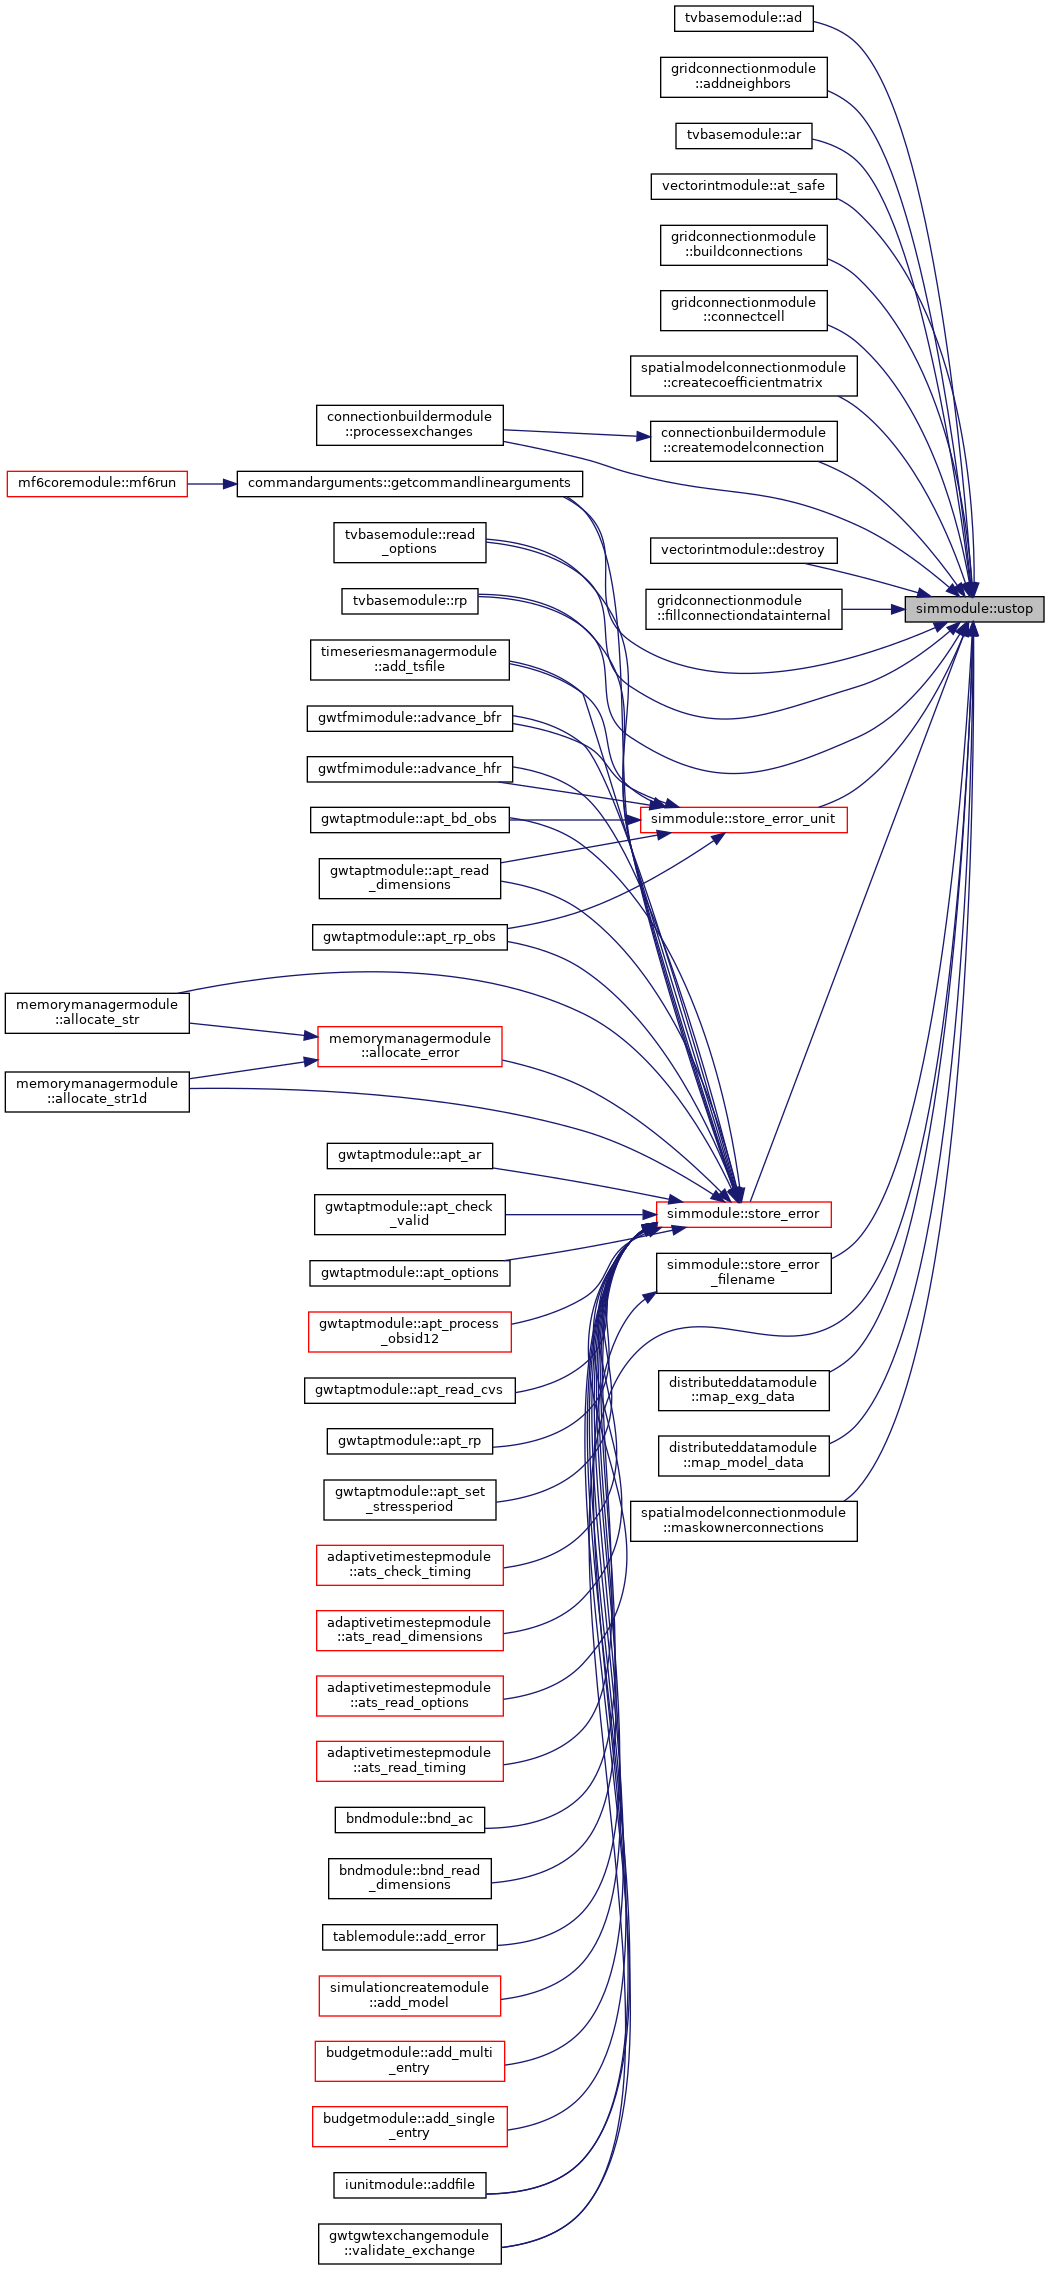 tvbasemodule::ad
gridconnectionmodule
::addneighbors
tvbasemodule::ar
vectorintmodule::at_safe
gridconnectionmodule
::buildconnections
gridconnectionmodule
::connectcell
spatialmodelconnectionmodule
::createcoefficientmatrix
connectionbuildermodule
::processexchanges
connectionbuildermodule
::createmodelconnection
mf6coremodule::mf6run
commandarguments::getcommandlinearguments
tvbasemodule::read
_options
vectorintmodule::destroy
tvbasemodule::rp
gridconnectionmodule
::fillconnectiondatainternal
simmodule::ustop
timeseriesmanagermodule
::add_tsfile
gwtfmimodule::advance_bfr
gwtfmimodule::advance_hfr
gwtaptmodule::apt_bd_obs
simmodule::store_error_unit
gwtaptmodule::apt_read
_dimensions
gwtaptmodule::apt_rp_obs
memorymanagermodule
::allocate_str
memorymanagermodule
::allocate_error
memorymanagermodule
::allocate_str1d
gwtaptmodule::apt_ar
gwtaptmodule::apt_check
_valid
simmodule::store_error
gwtaptmodule::apt_options
simmodule::store_error
_filename
gwtaptmodule::apt_process
_obsid12
gwtaptmodule::apt_read_cvs
distributeddatamodule
::map_exg_data
gwtaptmodule::apt_rp
distributeddatamodule
::map_model_data
gwtaptmodule::apt_set
_stressperiod
spatialmodelconnectionmodule
::maskownerconnections
adaptivetimestepmodule
::ats_check_timing
adaptivetimestepmodule
::ats_read_dimensions
adaptivetimestepmodule
::ats_read_options
adaptivetimestepmodule
::ats_read_timing
bndmodule::bnd_ac
bndmodule::bnd_read
_dimensions
tablemodule::add_error
simulationcreatemodule
::add_model
budgetmodule::add_multi
_entry
budgetmodule::add_single
_entry
iunitmodule::addfile
gwtgwtexchangemodule
::validate_exchange